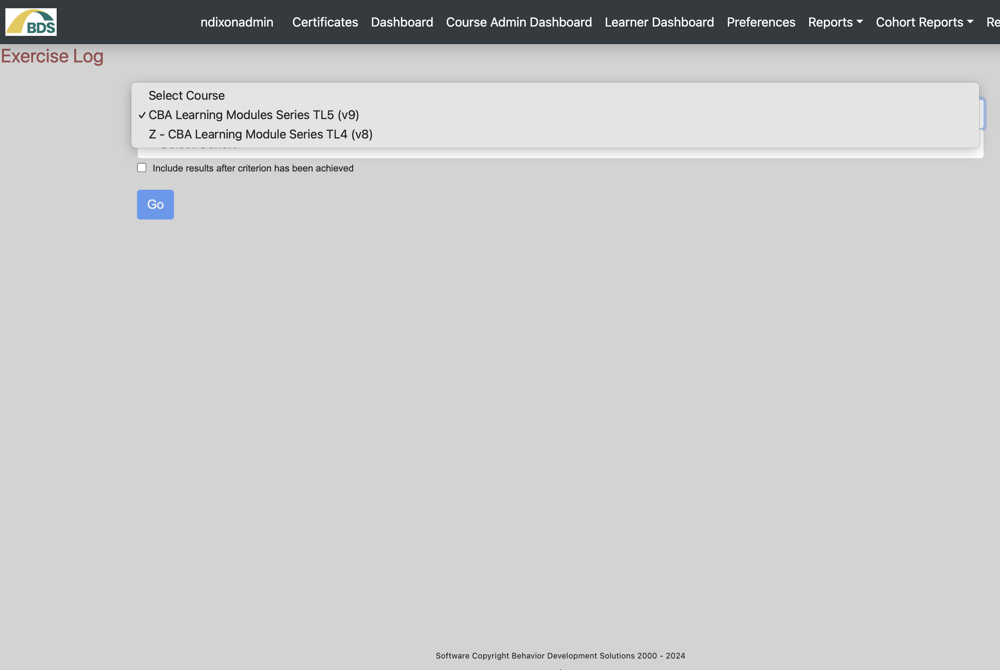 BDS
ndixonadmin Certificates Dashboard Course Admin Dashboard Learner Dashboard Preferences Reports Cohort Reports
Exercise Log
Select Course
✓ CBA Learning Modules Series TL5 (v9)
Z - CBA Learning Module Series TL4 (v8)
Include results after criterion has been achieved
Go
Software Copyright Behavior Development Solutions 2000 - 2024